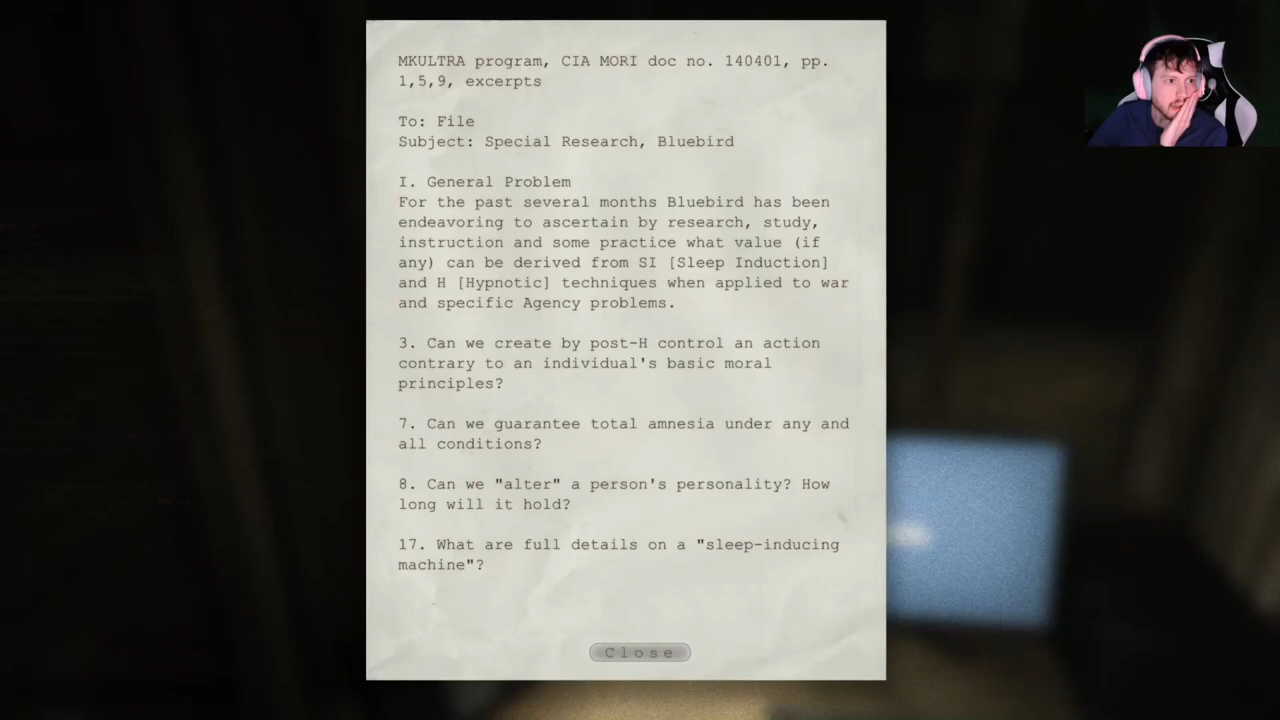 MKULTRA program, CIA MORI doc no. 140401, pp.
1,5,9, excerpts
To: File
Subject: Special Research, Bluebird
I. General Problem
For the past several months Bluebird has been
endeavoring to ascertain by research, study,
instruction and some practice what value (if
any) can be derived from SI [Sleep Induction]
and H [Hypnotic] techniques when applied to war
and specific Agency problems.
3. Can we create by post-H control an action
contrary to an individual's basic moral
principles?
7. Can we guarantee total amnesia under any and
all conditions?
8. Can we "alter" a person's personality? How
long will it hold?
17. What are full details on a "sleep-inducing
machine"?
Close